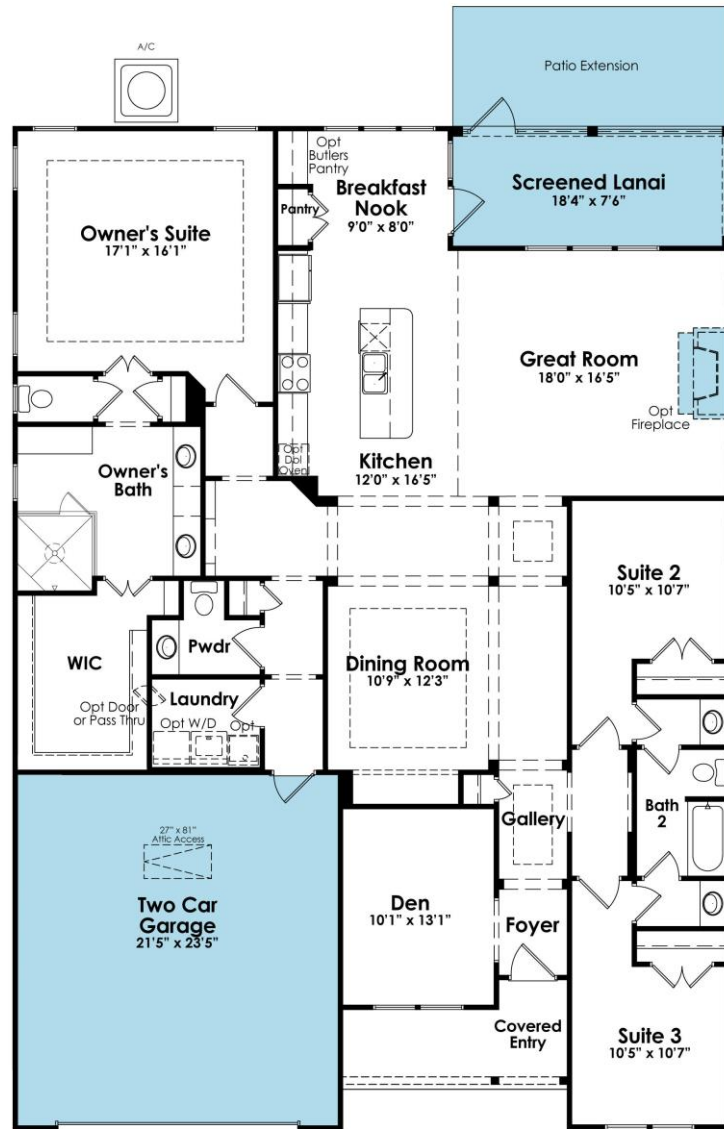 A/C
Patio Extension
Opt
Butlers
Pantry
Breakfast
Nook
9'0" x 8'0"
Pantry
Screened Lanai
18'4" x 7'6"
Owner's Suite
17'1" x 16'1"
Great Room
18'0" x 16'5"
Opt
Fireplace
Opt
Dbl
Oven
Kitchen
12'0" x 16'5"
Owner's
Bath
Suite 2
10'5" x 10'7"
WIC
Pwdr
Dining Room
10'9" x 12'3"
Laundry
Opt Door
or Pass Thru
Opt W/D
Opt
Gallery
Bath
2
27" x 81"
Attic Access
Two Car
Garage
21'5" x 23'5"
Den
10'1" x 13'1"
Foyer
Covered
Entry
Suite 3
10'5" x 10'7"